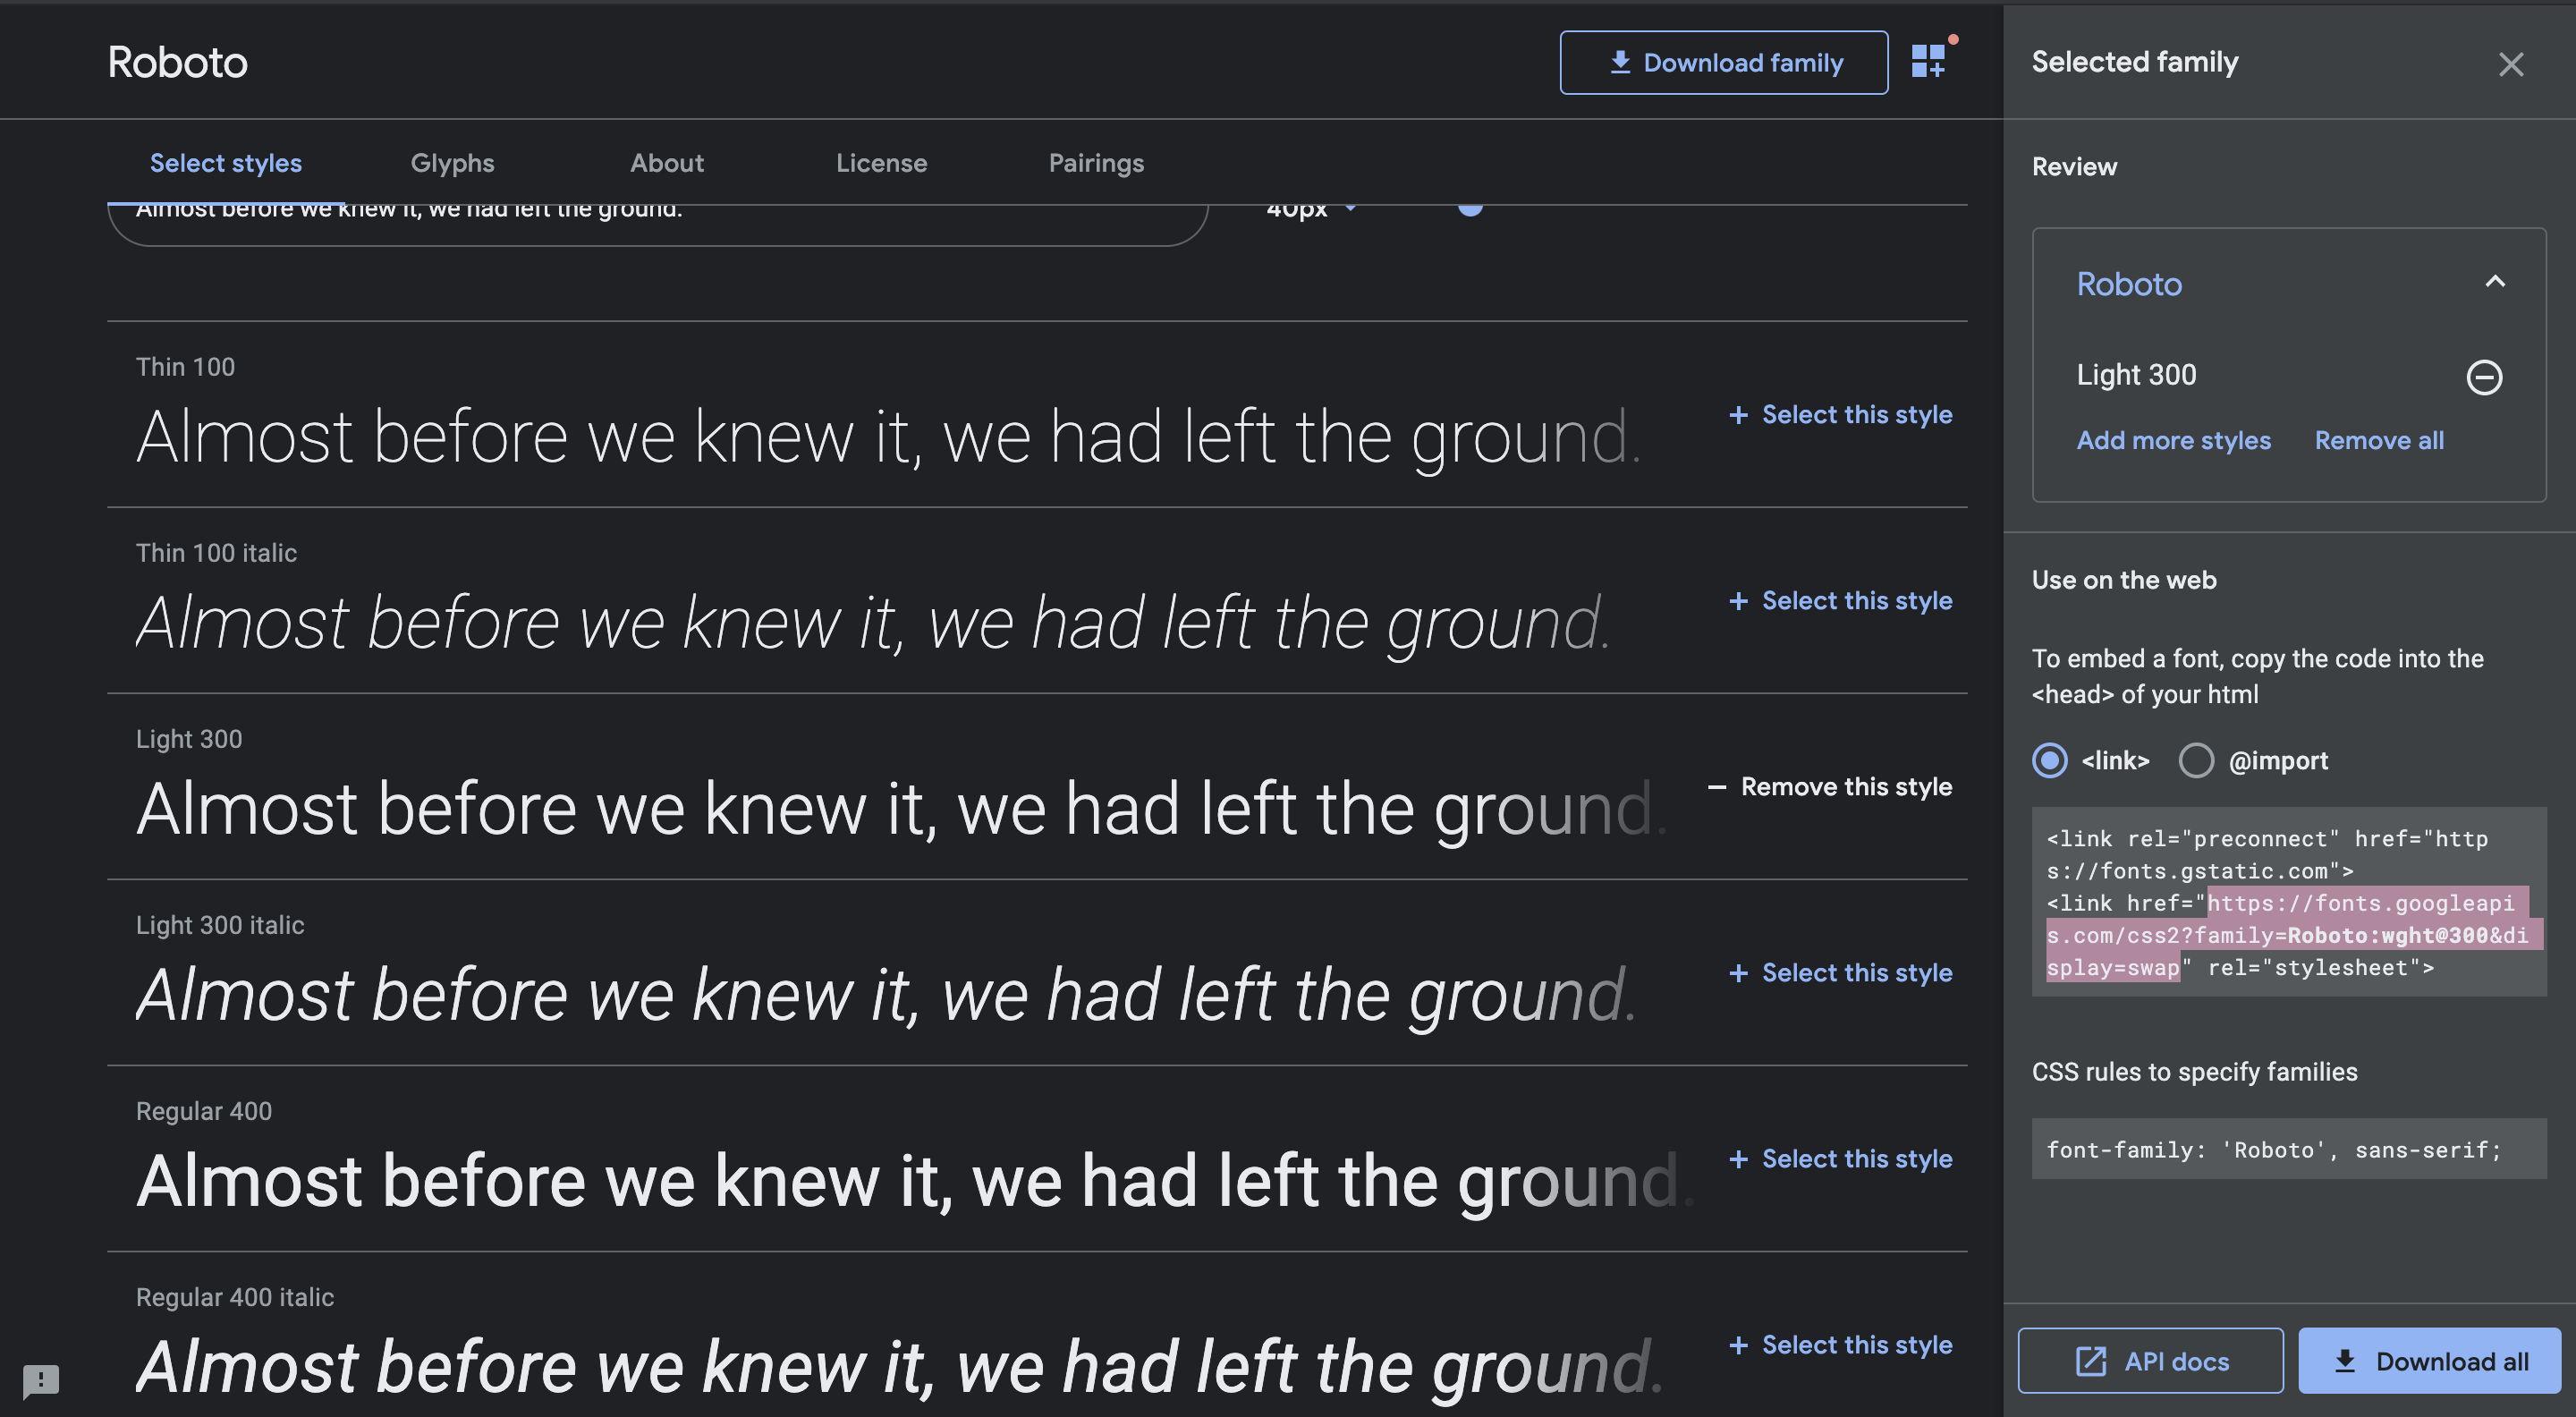 Roboto
Download family
Select styles
Glyphs
About
License
Pairings
Almost before we knew it, we had left the ground.
40px
Thin 100
Almost before we knew it, we had left the ground.
+ Select this style
Thin 100 italic
Almost before we knew it, we had left the ground.
+ Select this style
Light 300
Almost before we knew it, we had left the ground.
− Remove this style
Light 300 italic
Almost before we knew it, we had left the ground.
+ Select this style
Regular 400
Almost before we knew it, we had left the ground.
+ Select this style
Regular 400 italic
Almost before we knew it, we had left the ground.
+ Select this style
Selected family
Review
Roboto
Light 300
Add more styles
Remove all
Use on the web
To embed a font, copy the code into the
<head> of your html
<link>
@import
<link rel="preconnect" href="http
s://fonts.gstatic.com">
<link href="https://fonts.googleapi
s.com/css2?family=Roboto:wght@300&di
splay=swap" rel="stylesheet">
CSS rules to specify families
font-family: 'Roboto', sans-serif;
API docs
Download all